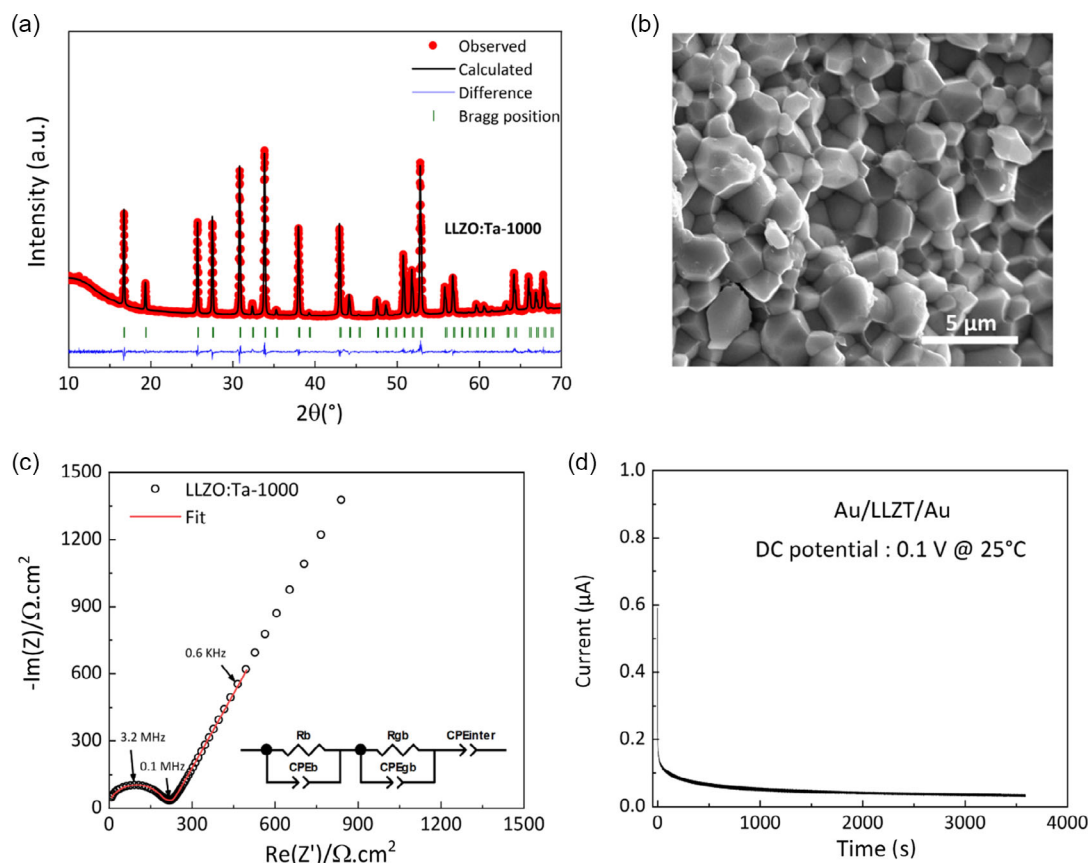 (a)
Observed
Calculated
Difference
Bragg position
LLZO:Ta-1000
Intensity (a.u.)
10 20 30 40 50 60 70
2θ(°)
(b)
5 µm
(c)
1500
1200
900
600
300
0
LLZO:Ta-1000
Fit
0.6 KHz
3.2 MHz
0.1 MHz
Rb
CPEb
Rgb
CPEgb
CPEinter
-Im(Z)/Ω.cm²
0 300 600 900 1200 1500
Re(Z')/Ω.cm²
(d)
1.0
0.8
0.6
0.4
0.2
0.0
Au/LLZT/Au
DC potential : 0.1 V @ 25°C
Current (µA)
0 1000 2000 3000 4000
Time (s)